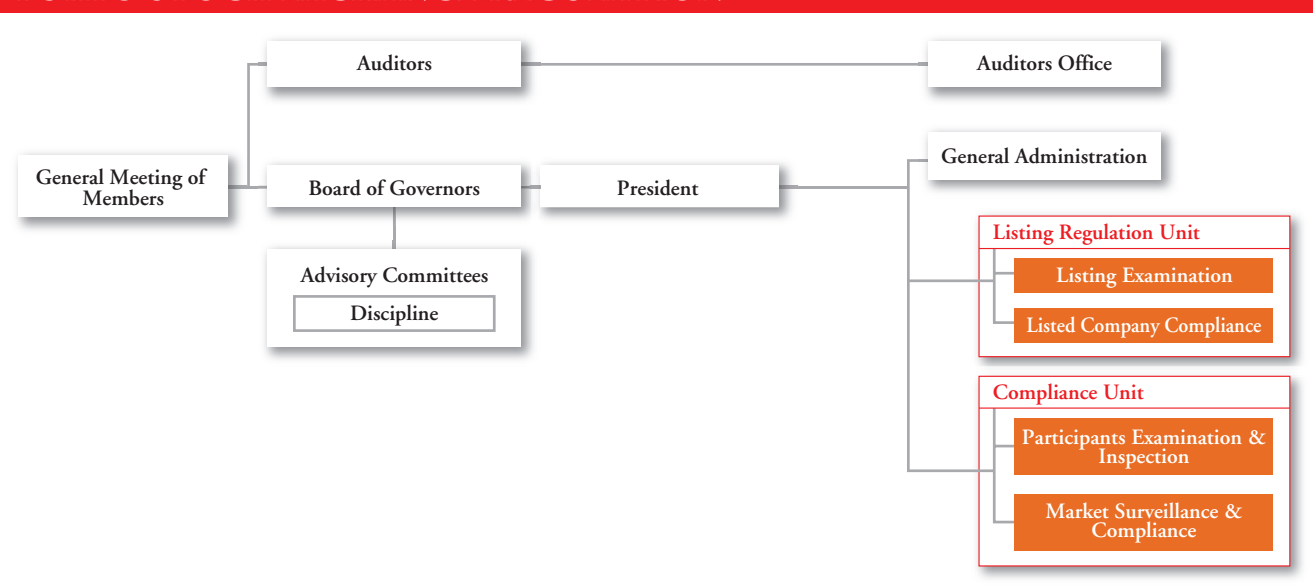 Auditors
Auditors Office
General Meeting of
Members
Board of Governors
President
General Administration
Advisory Committees
Discipline
Listing Regulation Unit
Listing Examination
Listed Company Compliance
Compliance Unit
Participants Examination &
Inspection
Market Surveillance &
Compliance